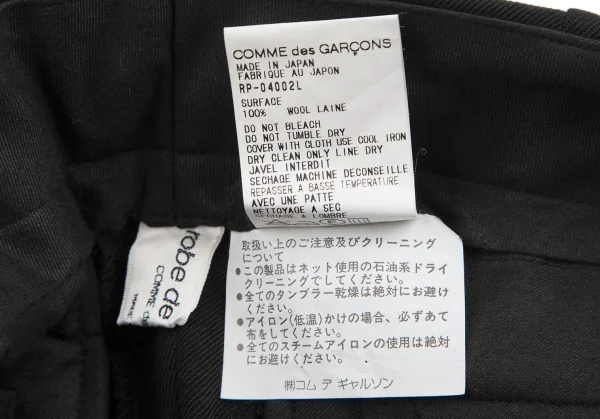 COMME des GARÇONS
MADE IN JAPAN
FABRIQUE AU JAPON
RP-04002L
SURFACE
100% WOOL LAINE
DO NOT BLEACH
DO NOT TUMBLE DRY
COVER WITH CLOTH USE COOL IRON
DRY CLEAN ONLY LINE DRY
JAVEL INTERDIT
SECHAGE MACHINE DECONSEILLE
REPASSER A BASSE TEMPERATURE
AVEC UNE PATTE
NETTOYAGE A SEC
SECHAGE A L'OMBRE
robe de
COMME de
取扱い上のご注意及びクリーニング
について
●この製品はネット使用の石油系ドライ
クリーニングでしてください。
●全てのタンブラー乾燥は絶対にお避け
ください。
●アイロン(低温)かけの場合、必ずあて
布をしてください。
●全てのスチームアイロンの使用は絶対
にお避けください。
㈱コム デ ギャルソン